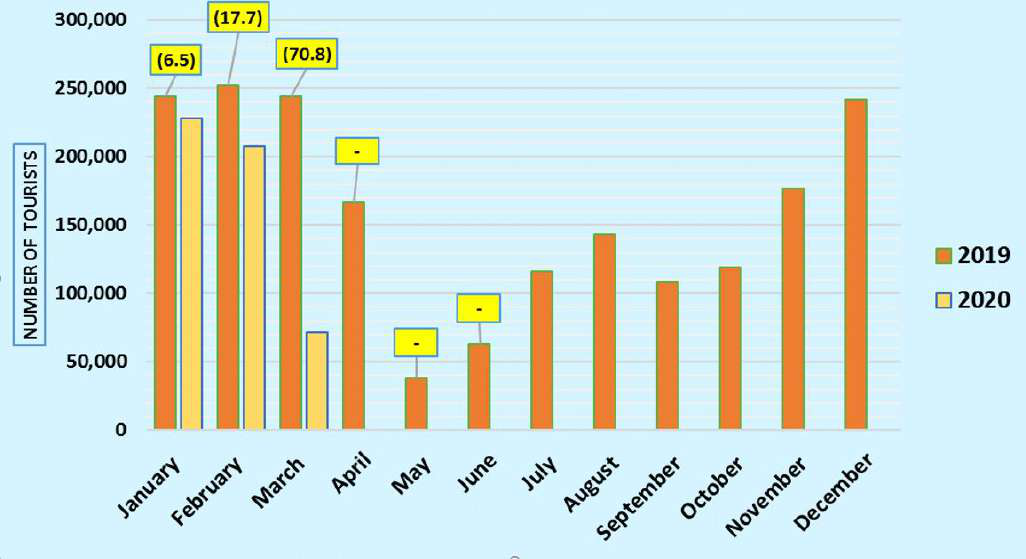 300,000
250,000
200,000
150,000
100,000
50,000
0
NUMBER OF TOURISTS
(6.5)
(17.7)
(70.8)
-
-
-
January
February
March
April
May
June
July
August
September
October
November
December
2019
2020